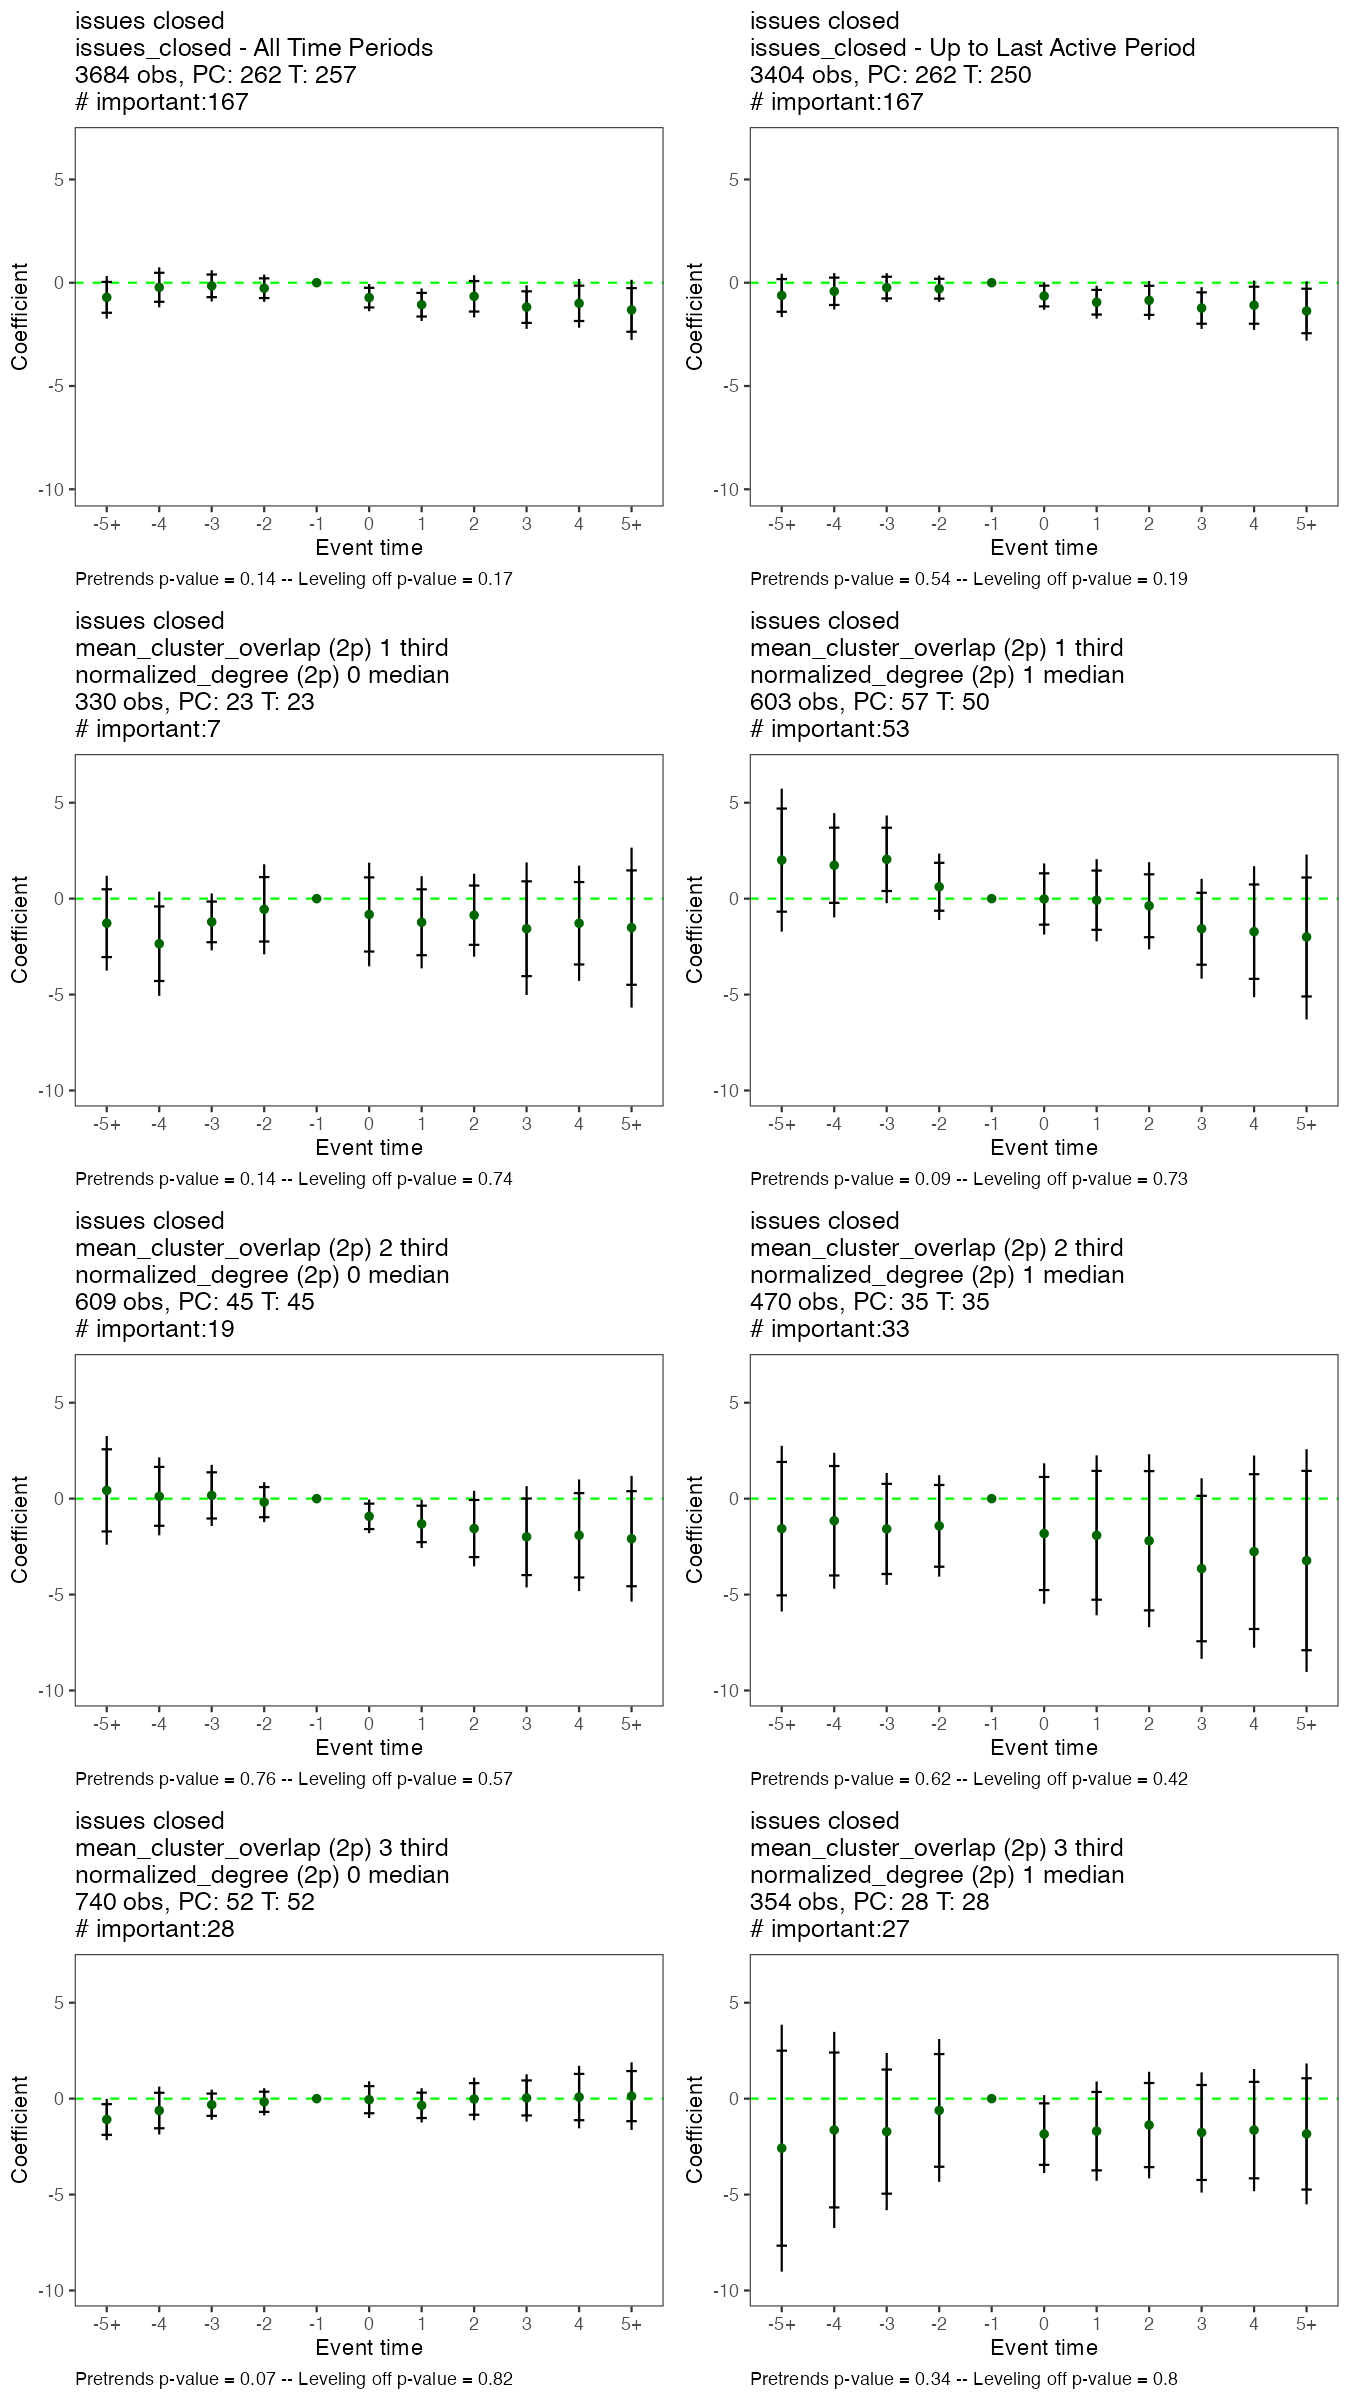 issues closed
issues_closed - All Time Periods
3684 obs, PC: 262 T: 257
# important:167
5
0
-5
-10
Coefficient
-5+ -4 -3 -2 -1 0 1 2 3 4 5+
Event time
Pretrends p-value = 0.14 -- Leveling off p-value = 0.17
issues closed
issues_closed - Up to Last Active Period
3404 obs, PC: 262 T: 250
# important:167
5
0
-5
-10
Coefficient
-5+ -4 -3 -2 -1 0 1 2 3 4 5+
Event time
Pretrends p-value = 0.54 -- Leveling off p-value = 0.19
issues closed
mean_cluster_overlap (2p) 1 third
normalized_degree (2p) 0 median
330 obs, PC: 23 T: 23
# important:7
5
0
-5
-10
Coefficient
-5+ -4 -3 -2 -1 0 1 2 3 4 5+
Event time
Pretrends p-value = 0.14 -- Leveling off p-value = 0.74
issues closed
mean_cluster_overlap (2p) 1 third
normalized_degree (2p) 1 median
603 obs, PC: 57 T: 50
# important:53
5
0
-5
-10
Coefficient
-5+ -4 -3 -2 -1 0 1 2 3 4 5+
Event time
Pretrends p-value = 0.09 -- Leveling off p-value = 0.73
issues closed
mean_cluster_overlap (2p) 2 third
normalized_degree (2p) 0 median
609 obs, PC: 45 T: 45
# important:19
5
0
-5
-10
Coefficient
-5+ -4 -3 -2 -1 0 1 2 3 4 5+
Event time
Pretrends p-value = 0.76 -- Leveling off p-value = 0.57
issues closed
mean_cluster_overlap (2p) 2 third
normalized_degree (2p) 1 median
470 obs, PC: 35 T: 35
# important:33
5
0
-5
-10
Coefficient
-5+ -4 -3 -2 -1 0 1 2 3 4 5+
Event time
Pretrends p-value = 0.62 -- Leveling off p-value = 0.42
issues closed
mean_cluster_overlap (2p) 3 third
normalized_degree (2p) 0 median
740 obs, PC: 52 T: 52
# important:28
5
0
-5
-10
Coefficient
-5+ -4 -3 -2 -1 0 1 2 3 4 5+
Event time
Pretrends p-value = 0.07 -- Leveling off p-value = 0.82
issues closed
mean_cluster_overlap (2p) 3 third
normalized_degree (2p) 1 median
354 obs, PC: 28 T: 28
# important:27
5
0
-5
-10
Coefficient
-5+ -4 -3 -2 -1 0 1 2 3 4 5+
Event time
Pretrends p-value = 0.34 -- Leveling off p-value = 0.8